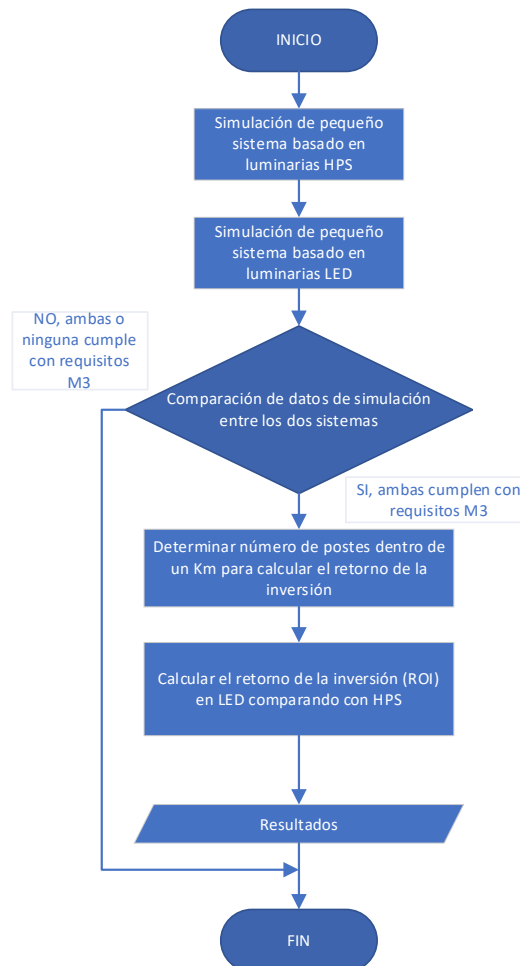 INICIO
Simulación de pequeño
sistema basado en
luminarias HPS
Simulación de pequeño
sistema basado en
luminarias LED
NO, ambas o
ninguna cumple
con requisitos
M3
Comparación de datos de simulación
entre los dos sistemas
SI, ambas cumplen con
requisitos M3
Determinar número de postes dentro de
un Km para calcular el retorno de la
inversión
Calcular el retorno de la inversión (ROI)
en LED comparando con HPS
Resultados
FIN